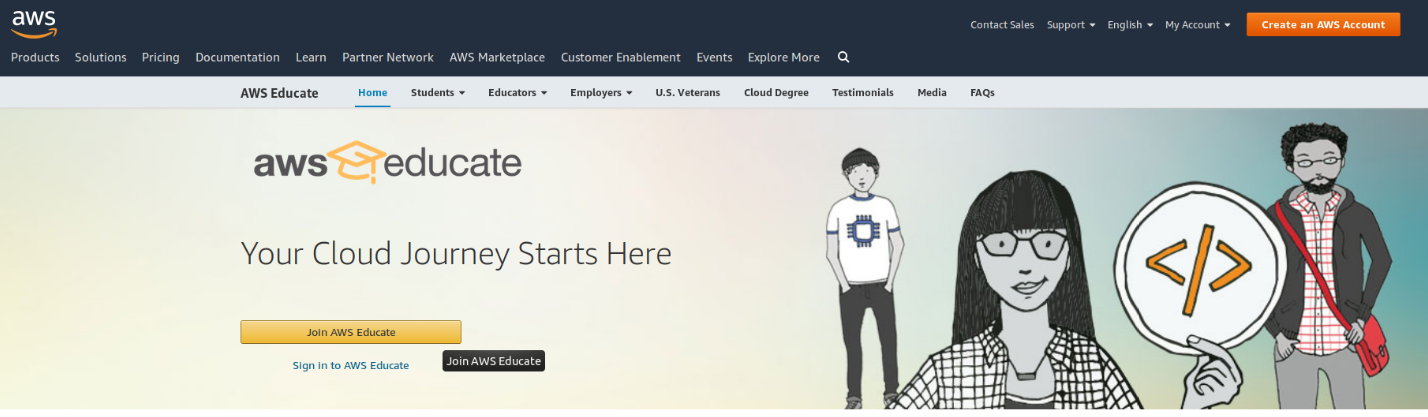 aws
Contact Sales Support English My Account Create an AWS Account
Products Solutions Pricing Documentation Learn Partner Network AWS Marketplace Customer Enablement Events Explore More
AWS Educate Home Students Educators Employers U.S. Veterans Cloud Degree Testimonials Media FAQs
aws educate
</>
Your Cloud Journey Starts Here
Join AWS Educate
Sign in to AWS Educate
Join AWS Educate